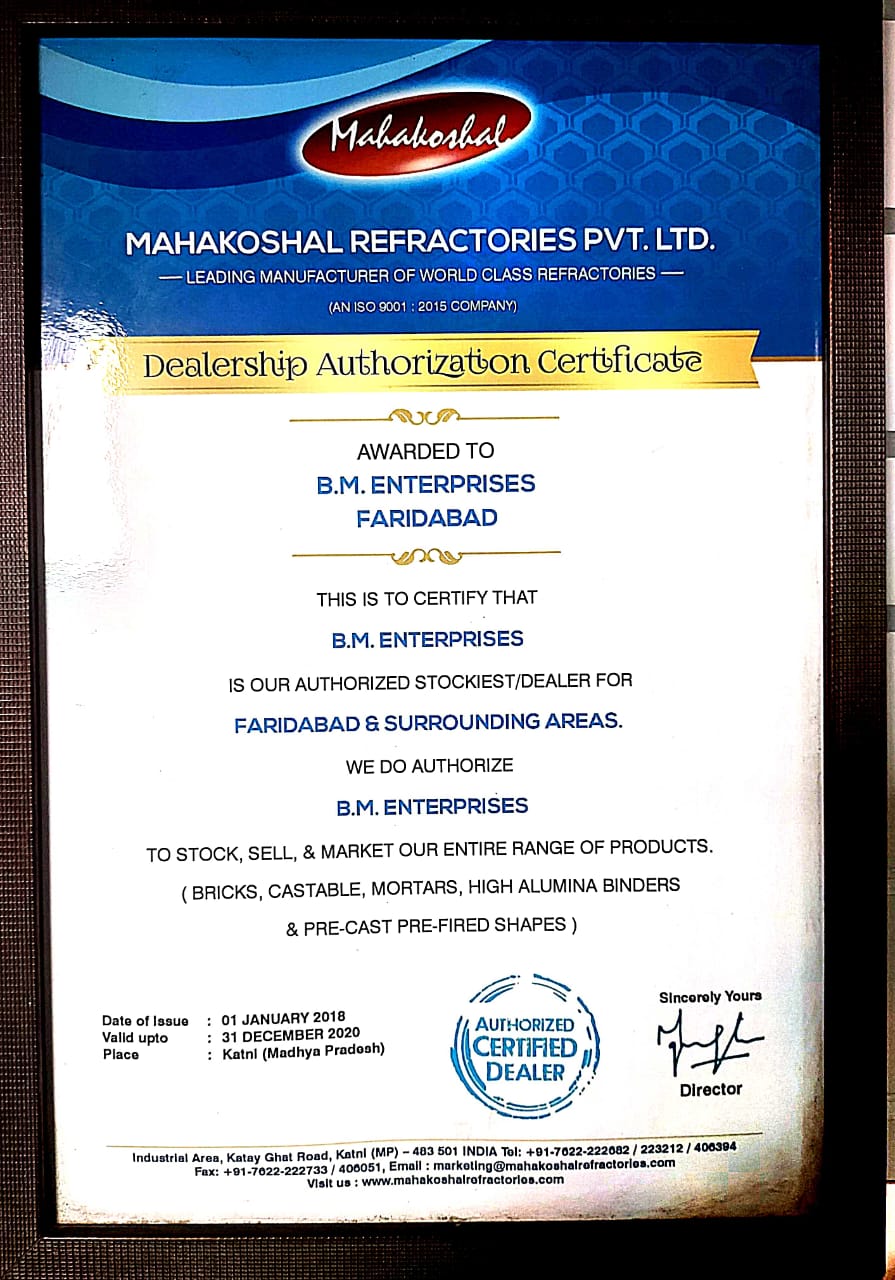 Mahakoshal
MAHAKOSHAL REFRACTORIES PVT. LTD.
LEADING MANUFACTURER OF WORLD CLASS REFRACTORIES
(AN ISO 9001 : 2015 COMPANY)
Dealership Authorization Certificate
AWARDED TO
B.M. ENTERPRISES
FARIDABAD
THIS IS TO CERTIFY THAT
B.M. ENTERPRISES
IS OUR AUTHORIZED STOCKIEST/DEALER FOR
FARIDABAD & SURROUNDING AREAS.
WE DO AUTHORIZE
B.M. ENTERPRISES
TO STOCK, SELL, & MARKET OUR ENTIRE RANGE OF PRODUCTS.
( BRICKS, CASTABLE, MORTARS, HIGH ALUMINA BINDERS
& PRE-CAST PRE-FIRED SHAPES )
Date of Issue : 01 JANUARY 2018
Valid upto : 31 DECEMBER 2020
Place : Katni (Madhya Pradesh)
AUTHORIZED
CERTIFIED
DEALER
Sincerely Yours
Director
Industrial Area, Katay Ghat Road, Katni (MP) – 483 501 INDIA Tel: +91-7622-222682 / 223212 / 406394
Fax: +91-7622-222733 / 406051, Email : marketing@mahakoshalrefractories.com
Visit us : www.mahakoshalrefractories.com